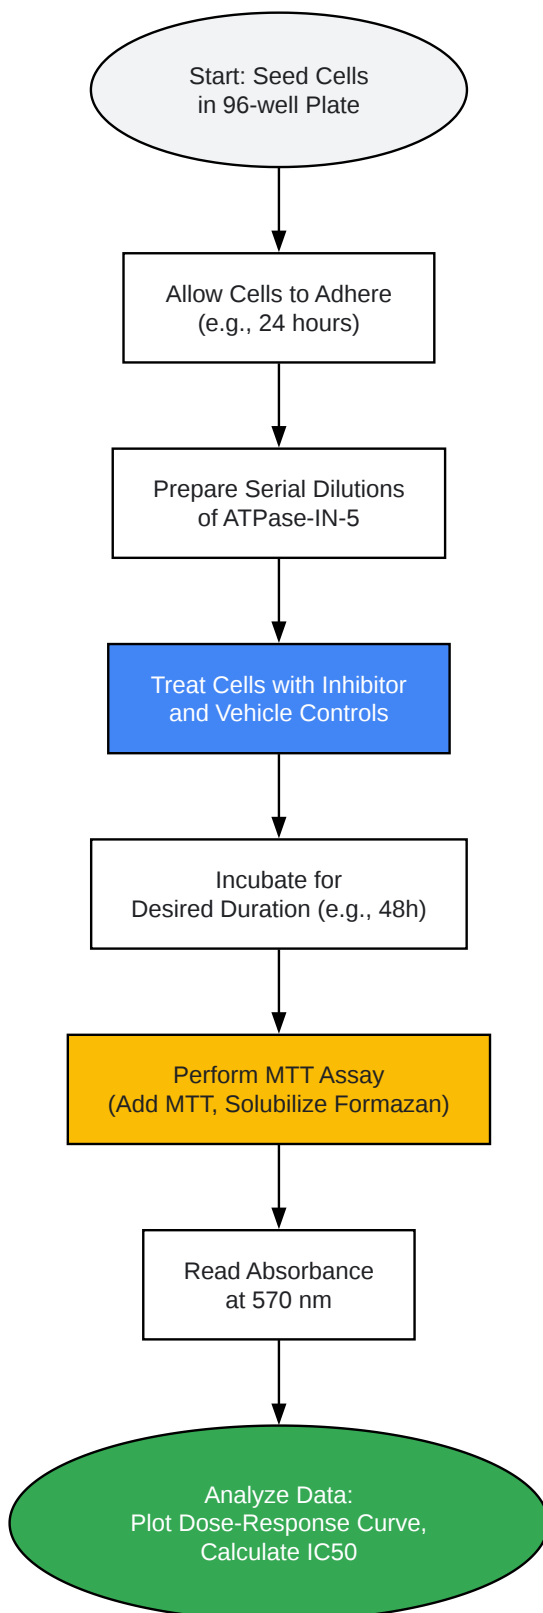 Start: Seed Cells
in 96-well Plate
Allow Cells to Adhere
(e.g., 24 hours)
Prepare Serial Dilutions
of ATPase-IN-5
Treat Cells with Inhibitor
and Vehicle Controls
Incubate for
Desired Duration (e.g., 48h)
Perform MTT Assay
(Add MTT, Solubilize Formazan)
Read Absorbance
at 570 nm
Analyze Data:
Plot Dose-Response Curve,
Calculate IC50